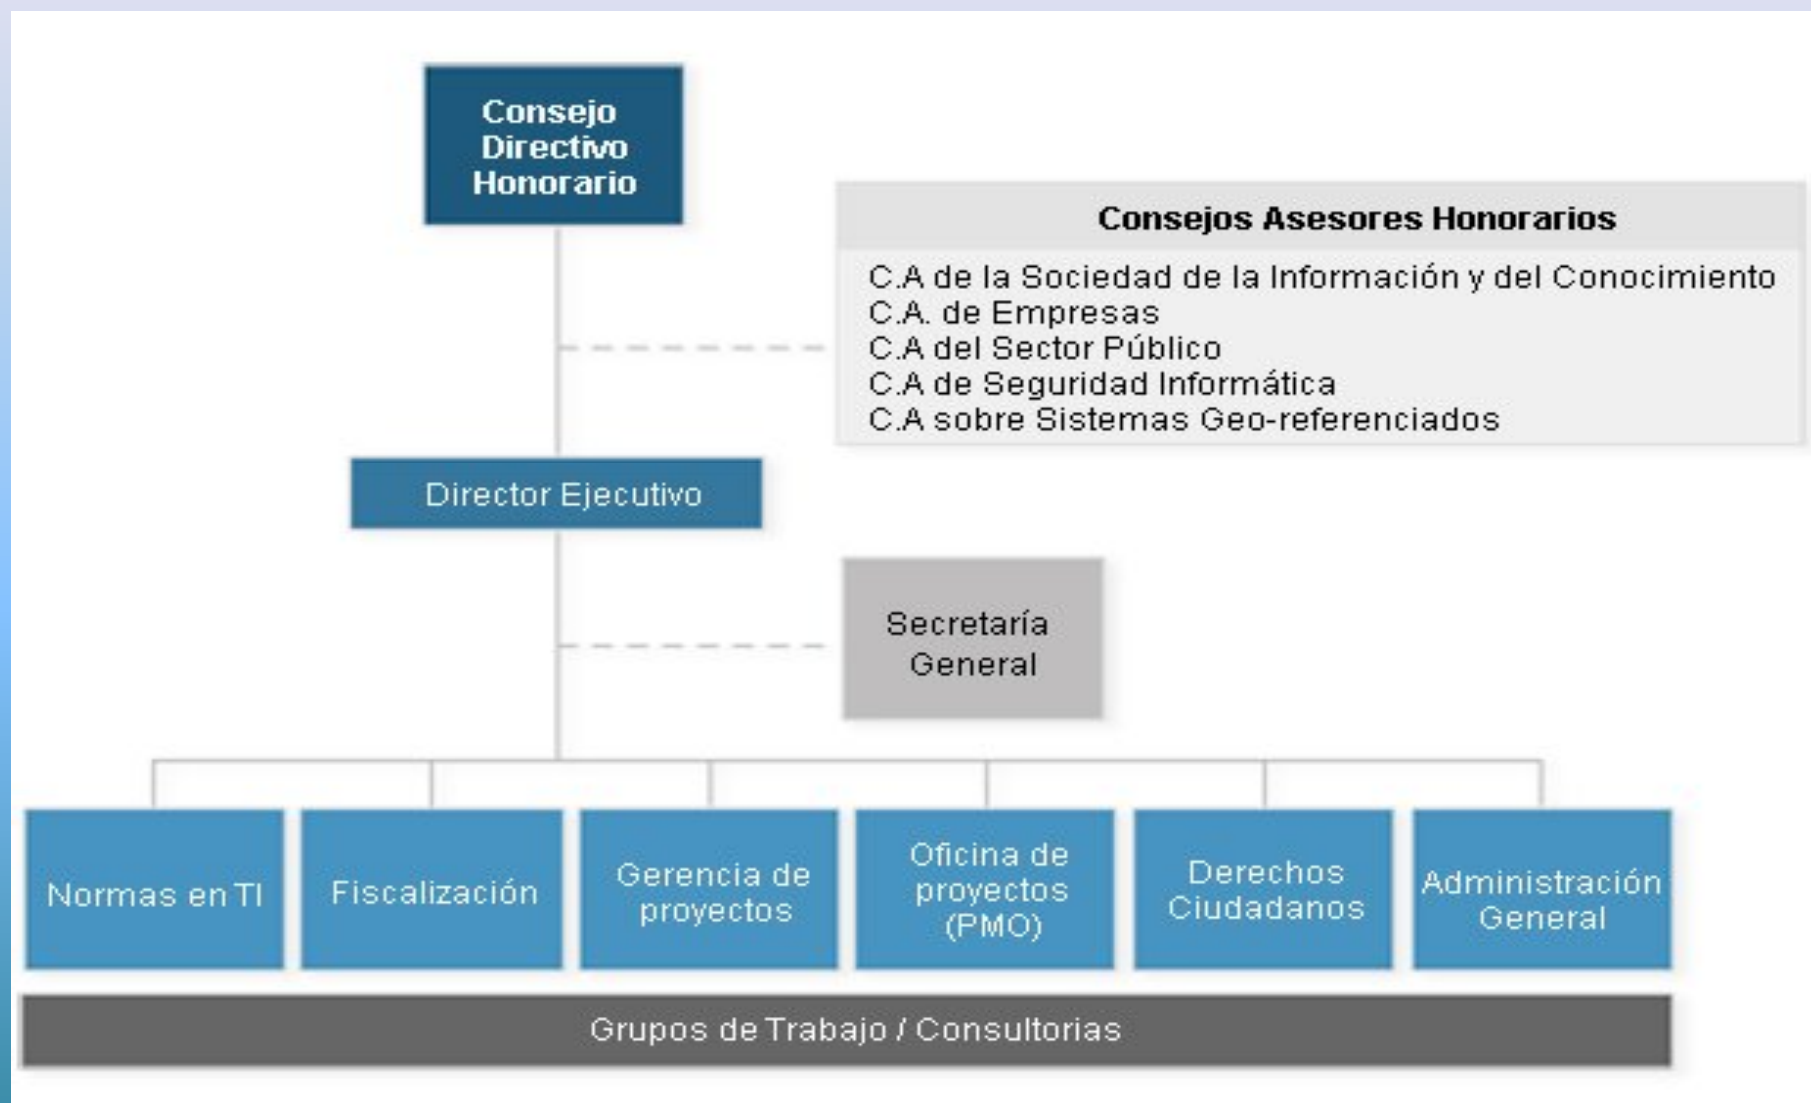 Consejo
Directivo
Honorario
Consejos Asesores Honorarios
C.A de la Sociedad de la Información y del Conocimiento
C.A. de Empresas
C.A del Sector Público
C.A de Seguridad Informática
C.A sobre Sistemas Geo-referenciados
Director Ejecutivo
Secretaría
General
Normas en TI
Fiscalización
Gerencia de
proyectos
Oficina de
proyectos
(PMO)
Derechos
Ciudadanos
Administración
General
Grupos de Trabajo / Consultorias